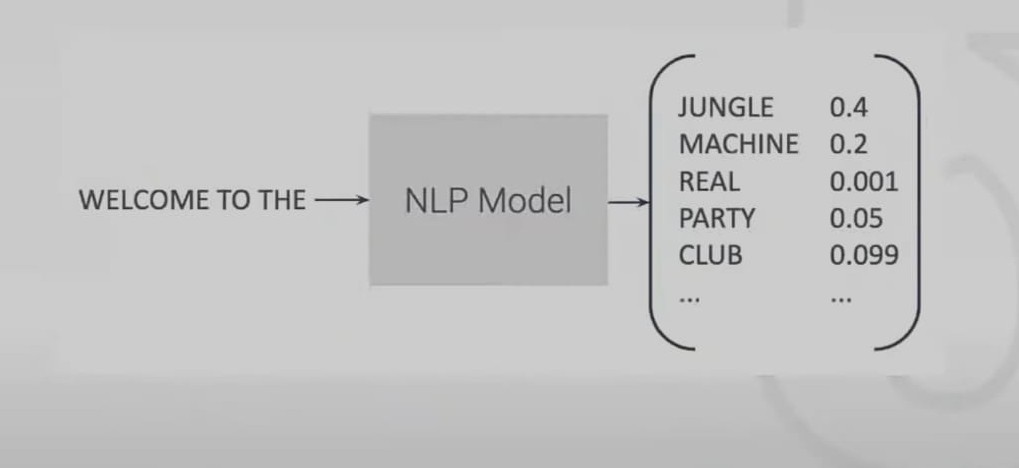 WELCOME TO THE
NLP Model
JUNGLE 0.4
MACHINE 0.2
REAL 0.001
PARTY 0.05
CLUB 0.099
... ...